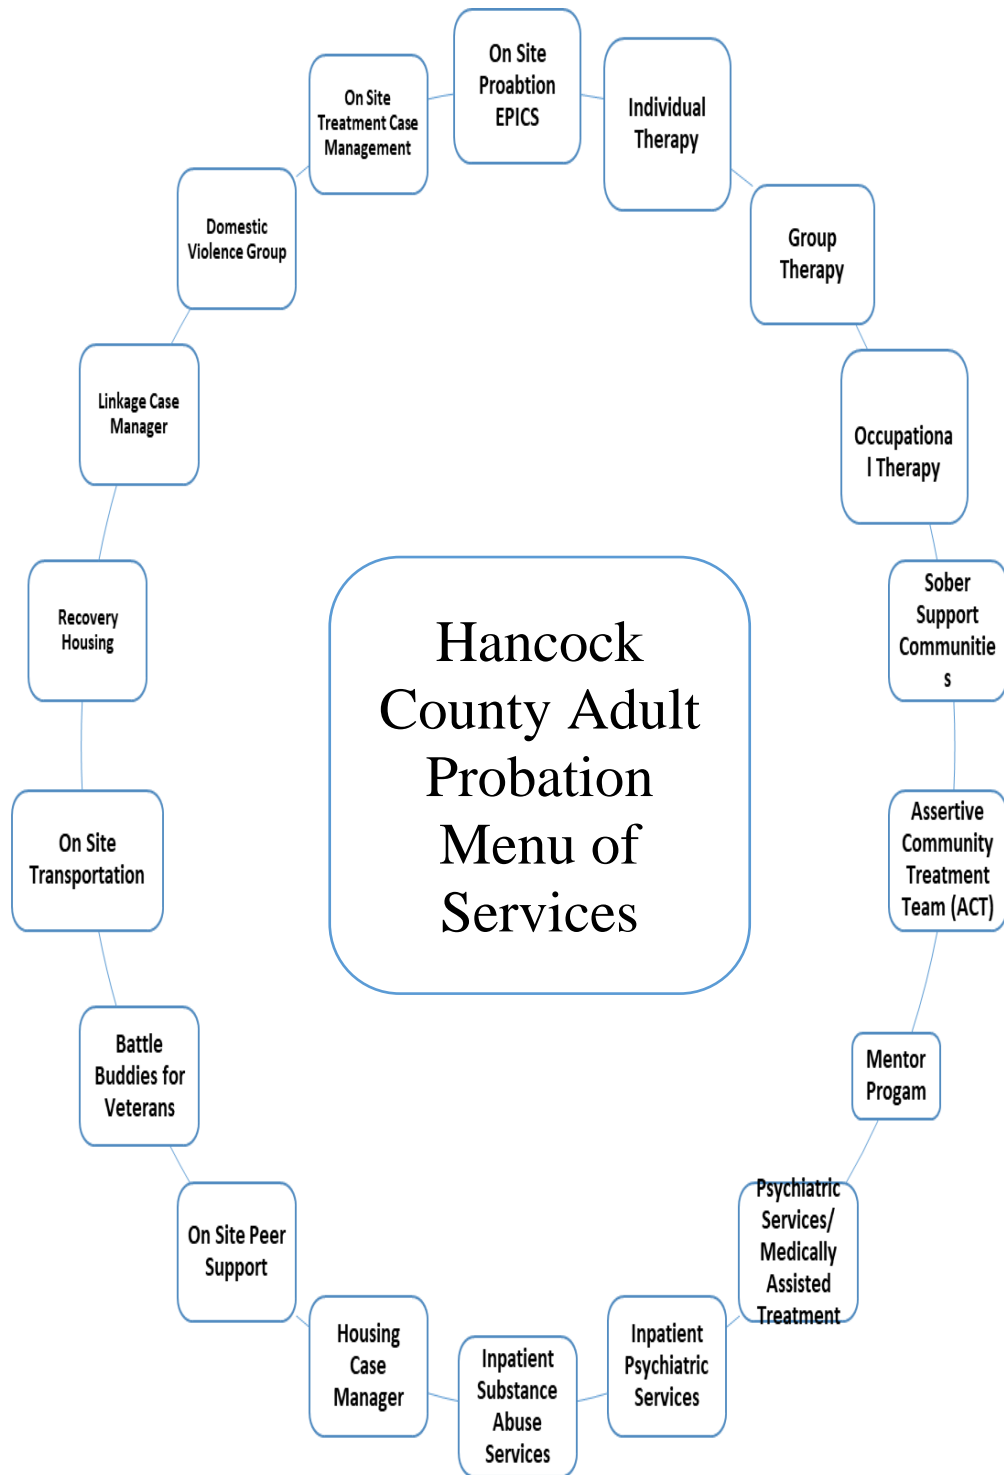 On Site
Proabtion
EPICS
Individual
Therapy
Group
Therapy
Occupationa
l Therapy
Sober
Support
Communitie
s
Assertive
Community
Treatment
Team (ACT)
Mentor
Progam
Psychiatric
Services/
Medically
Assisted
Treatment
Inpatient
Psychiatric
Services
Inpatient
Substance
Abuse
Services
Housing
Case
Manager
On Site Peer
Support
Battle
Buddies for
Veterans
On Site
Transportation
Recovery
Housing
Linkage Case
Manager
Domestic
Violence Group
On Site
Treatment Case
Management
Hancock
County Adult
Probation
Menu of
Services